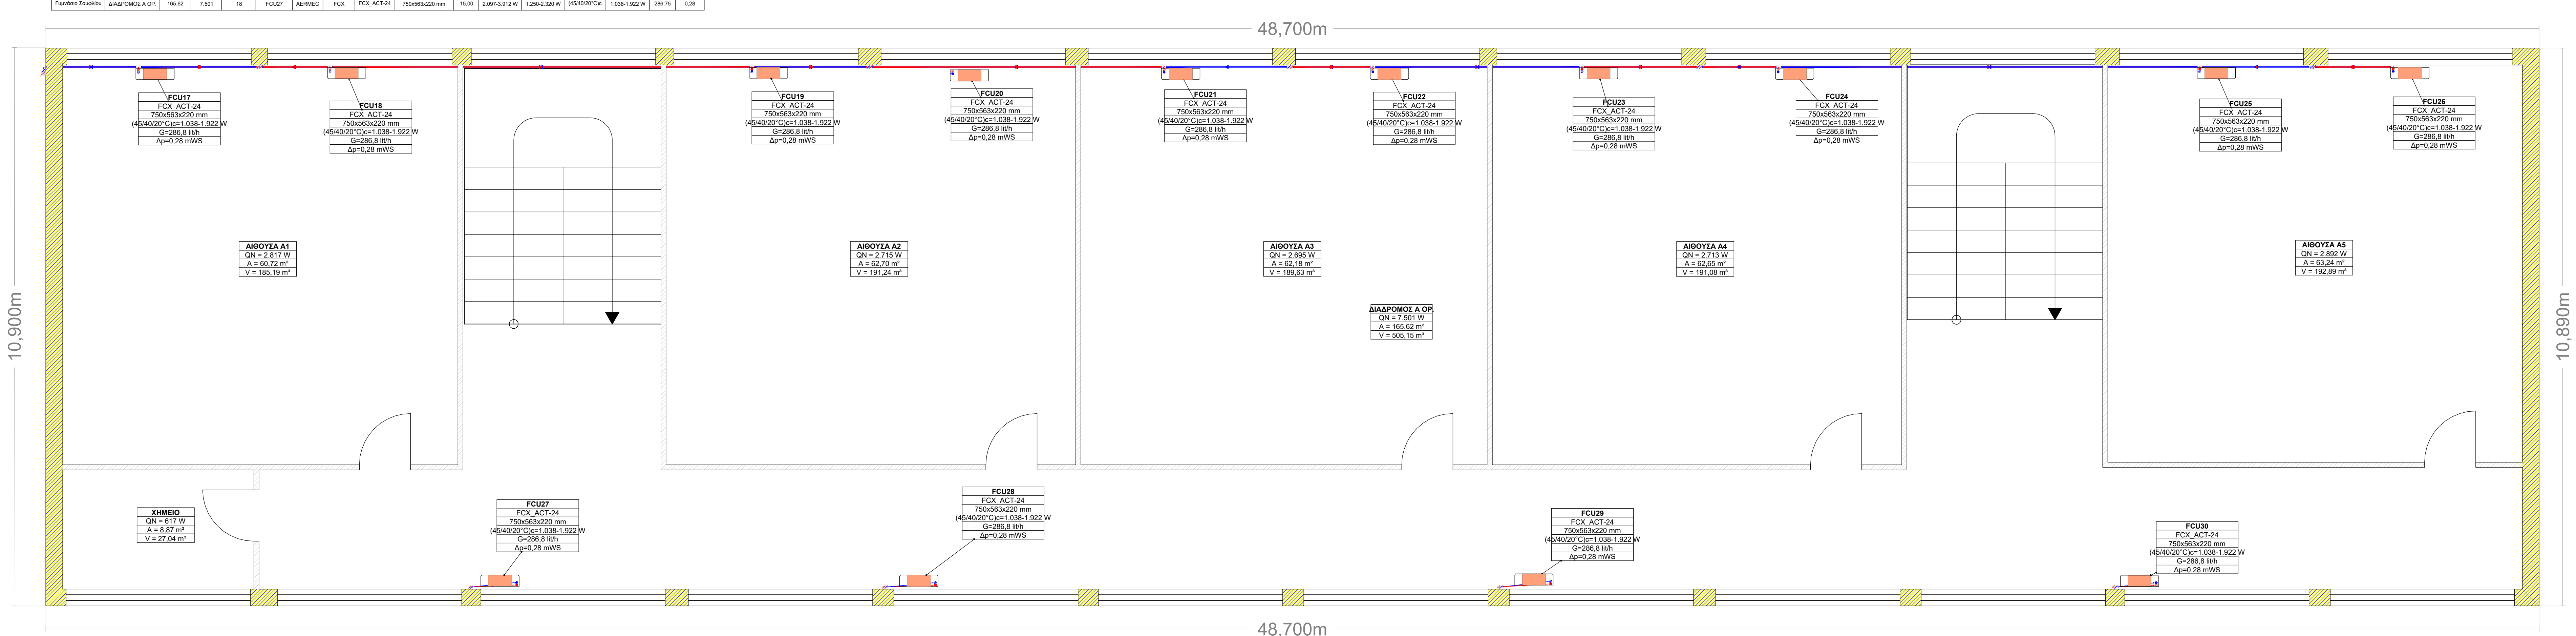 Γυμνάσιο Σουφλίου ΔΙΑΔΡΟΜΟΣ Α ΟΡ. 165,62 7.501 18 FCU27 AERMEC FCX FCX_ACT-24 750x563x220 mm 15,00 2.097-3.912 W 1.250-2.320 W (45/40/20°C)c 1.038-1.922 W 286,75 0,28
48,700m
FCU17
FCX_ACT-24
750x563x220 mm
(45/40/20°C)c=1.038-1.922 W
G=286,8 lit/h
Δp=0,28 mWS
FCU18
FCX_ACT-24
750x563x220 mm
(45/40/20°C)c=1.038-1.922 W
G=286,8 lit/h
Δp=0,28 mWS
FCU19
FCX_ACT-24
750x563x220 mm
(45/40/20°C)c=1.038-1.922 W
G=286,8 lit/h
Δp=0,28 mWS
FCU20
FCX_ACT-24
750x563x220 mm
(45/40/20°C)c=1.038-1.922 W
G=286,8 lit/h
Δp=0,28 mWS
FCU21
FCX_ACT-24
750x563x220 mm
(45/40/20°C)c=1.038-1.922 W
G=286,8 lit/h
Δp=0,28 mWS
FCU22
FCX_ACT-24
750x563x220 mm
(45/40/20°C)c=1.038-1.922 W
G=286,8 lit/h
Δp=0,28 mWS
FCU23
FCX_ACT-24
750x563x220 mm
(45/40/20°C)c=1.038-1.922 W
G=286,8 lit/h
Δp=0,28 mWS
FCU24
FCX_ACT-24
750x563x220 mm
(45/40/20°C)c=1.038-1.922 W
G=286,8 lit/h
Δp=0,28 mWS
FCU25
FCX_ACT-24
750x563x220 mm
(45/40/20°C)c=1.038-1.922 W
G=286,8 lit/h
Δp=0,28 mWS
FCU26
FCX_ACT-24
750x563x220 mm
(45/40/20°C)c=1.038-1.922 W
G=286,8 lit/h
Δp=0,28 mWS
10,900m
ΑΙΘΟΥΣΑ Α1
QN = 2.817 W
A = 60,72 m²
V = 185,19 m³
ΑΙΘΟΥΣΑ Α2
QN = 2.715 W
A = 62,70 m²
V = 191,24 m³
ΑΙΘΟΥΣΑ Α3
QN = 2.695 W
A = 62,18 m²
V = 189,63 m³
ΑΙΘΟΥΣΑ Α4
QN = 2.713 W
A = 62,65 m²
V = 191,08 m³
ΑΙΘΟΥΣΑ Α5
QN = 2.892 W
A = 63,24 m²
V = 192,89 m³
10,890m
ΔΙΑΔΡΟΜΟΣ Α ΟΡ.
QN = 7.501 W
A = 165,62 m²
V = 505,15 m³
ΧΗΜΕΙΟ
QN = 617 W
A = 8,87 m²
V = 27,04 m³
FCU27
FCX_ACT-24
750x563x220 mm
(45/40/20°C)c=1.038-1.922 W
G=286,8 lit/h
Δp=0,28 mWS
FCU28
FCX_ACT-24
750x563x220 mm
(45/40/20°C)c=1.038-1.922 W
G=286,8 lit/h
Δp=0,28 mWS
FCU29
FCX_ACT-24
750x563x220 mm
(45/40/20°C)c=1.038-1.922 W
G=286,8 lit/h
Δp=0,28 mWS
FCU30
FCX_ACT-24
750x563x220 mm
(45/40/20°C)c=1.038-1.922 W
G=286,8 lit/h
Δp=0,28 mWS
48,700m